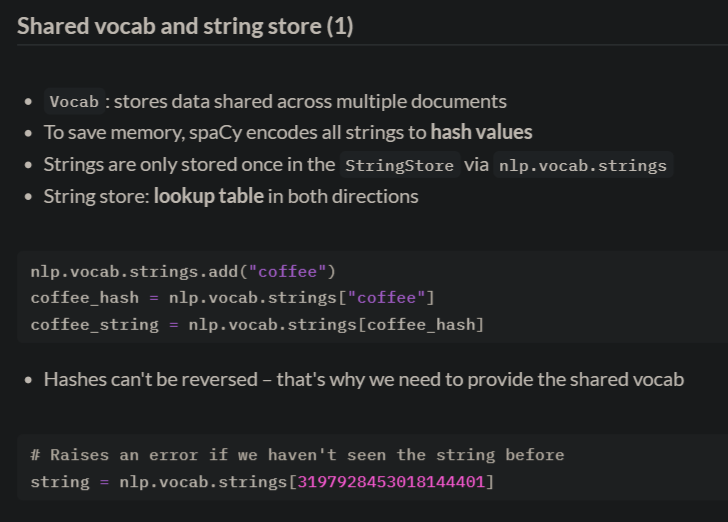 Shared vocab and string store (1)
Vocab : stores data shared across multiple documents
To save memory, spaCy encodes all strings to hash values
Strings are only stored once in the StringStore via nlp.vocab.strings
String store: lookup table in both directions
nlp.vocab.strings.add("coffee")
coffee_hash = nlp.vocab.strings["coffee"]
coffee_string = nlp.vocab.strings[coffee_hash]
Hashes can't be reversed – that's why we need to provide the shared vocab
# Raises an error if we haven't seen the string before
string = nlp.vocab.strings[3197928453018144401]